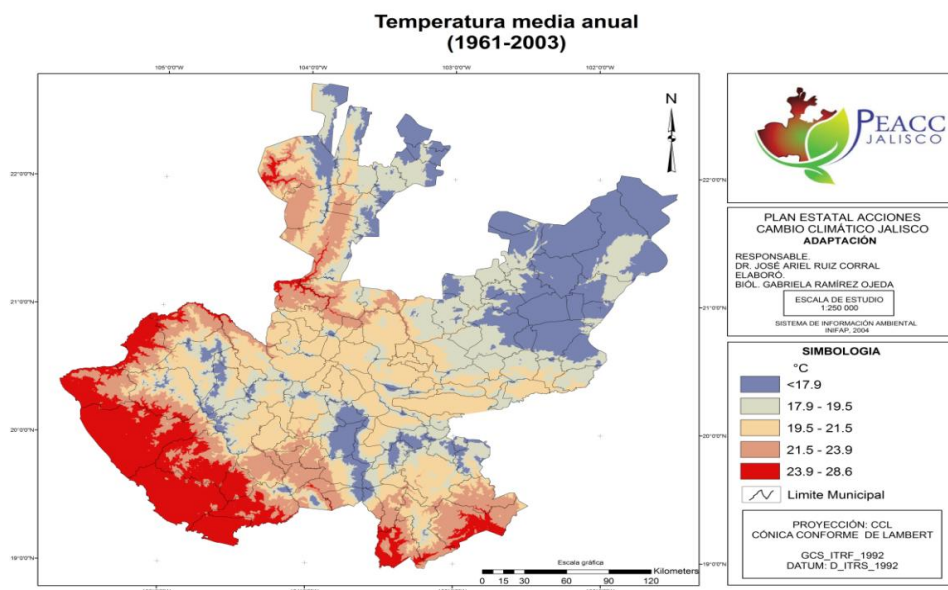 Temperatura media anual
(1961-2003)
105°0'0"W
104°0'0"W
103°0'0"W
102°0'0"W
N
22°0'0"N
22°0'0"N
21°0'0"N
21°0'0"N
20°0'0"N
20°0'0"N
19°0'0"N
19°0'0"N
Escala gráfica
0 15 30 60 90 120
Kilometers
PEACC
JALISCO
PLAN ESTATAL ACCIONES
CAMBIO CLIMÁTICO JALISCO
ADAPTACIÓN
RESPONSABLE.
DR. JOSÉ ARIEL RUIZ CORRAL
ELABORÓ.
BIÓL. GABRIELA RAMÍREZ OJEDA
ESCALA DE ESTUDIO
1:250 000
SISTEMA DE INFORMACIÓN AMBIENTAL
INIFAP, 2004
SIMBOLOGIA
°C
<17.9
17.9 - 19.5
19.5 - 21.5
21.5 - 23.9
23.9 - 28.6
Limite Municipal
PROYECCIÓN: CCL
CÓNICA CONFORME DE LAMBERT
GCS_ITRF_1992
DATUM: D_ITRS_1992